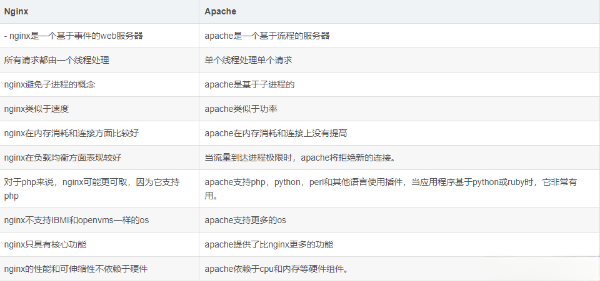 Nginx Apache
- nginx是一个基于事件的web服务器 apache是一个基于流程的服务器
所有请求都由一个线程处理 单个线程处理单个请求
nginx避免子进程的概念 apache是基于子进程的
nginx类似于速度 apache类似于功率
nginx在内存消耗和连接方面比较好 apache在内存消耗和连接上没有提高
nginx在负载均衡方面表现较好 当流量到达进程极限时，apache将拒绝新的连接。
对于php来说，nginx可能更可取，因为它支持 apache支持php，python，perl和其他语言使用插件，当应用程序基于python或ruby时，它非常有
php 用。
nginx不支持IBMI和openvms一样的os apache支持更多的os
nginx只具有核心功能 apache提供了比nginx更多的功能
nginx的性能和可伸缩性不依赖于硬件 apache依赖于cpu和内存等硬件组件。